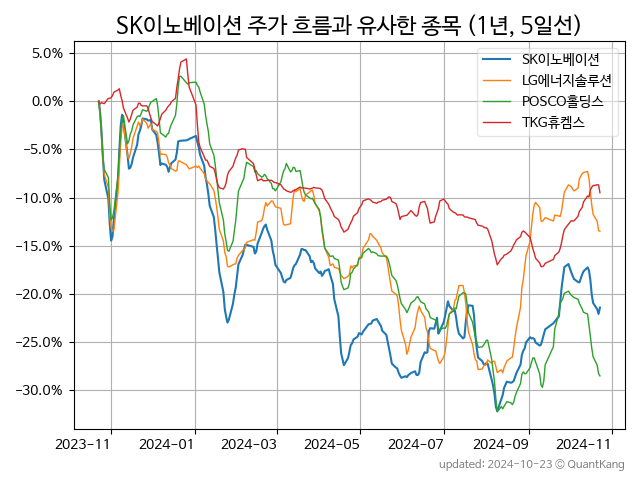 SK이노베이션 주가 흐름과 유사한 종목 (1년, 5일선)
SK이노베이션
LG에너지솔루션
POSCO홀딩스
TKG휴켐스
5.0%
0.0%
−5.0%
−10.0%
−15.0%
−20.0%
−25.0%
−30.0%
2023-11 2024-01 2024-03 2024-05 2024-07 2024-09 2024-11
updated: 2024-10-23 © QuantKang